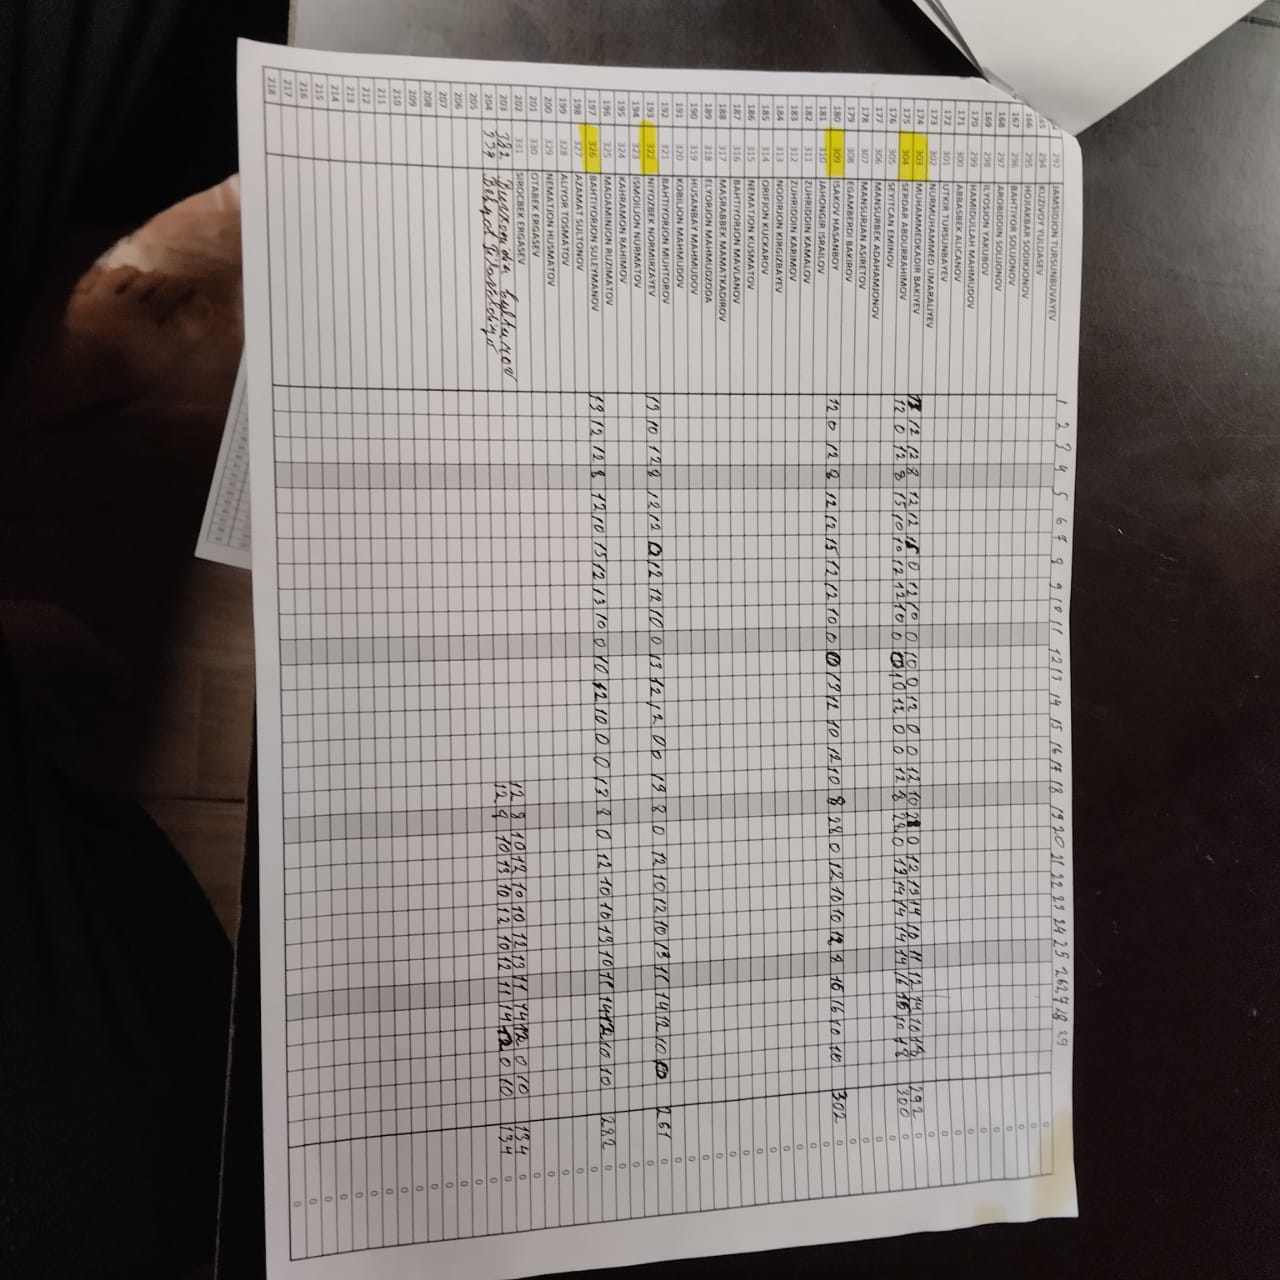 1 2 3 4 5 6 7 8 9 10 11 12 13 14 15 16 17 18 19 20 21 22 23 24 25 26 27 28 29
292 JAMSIDJON TURSUNBUVAYEV 0
165 294 KUZIVOY YULDASEV 0
166 295 HOJIAKBAR SODIKJONOV 0
167 296 BAHTIYOR SOLIJONOV 0
168 297 AROBIDDIN SOLIJONOV 0
169 298 ILYOSJON YAKUBOV 0
170 299 HAMIDULLAH MAHMUDOV 0
171 300 ABBASBEK ALICANOV 0
172 301 UTKIR TURSUNBAYEV 0
173 302 NURMUHAMMED UMARALIYEV 0
174 303 MUHAMMEDKADIR BAKIYEV 12 12 8 12 12 15 0 12 10 0 10 0 12 0 0 12 10 0 12 13 14 10 11 12 14 10 18 292 0
175 304 SERDAR ABDURRAHIMOV 12 0 12 8 15 10 10 12 12 10 0 0 10 12 0 0 12 8 28 0 13 14 14 14 14 16 16 10 18 300 0
176 305 SEYITCAN EMINOV 0
177 306 MANSURBEK ADAHAMJONOV 0
178 307 MANSURJAN ASIRETOV 0
179 308 EGAMBERDI BAKIROV 0
180 309 ISAKOV HASANBOY 12 0 12 8 12 12 15 12 12 10 0 0 13 12 10 12 10 8 28 0 12 10 10 12 8 16 16 10 10 302 0
181 310 JAHONGIR ISRAILOV 0
182 311 ZUHRIDDIN KAMALOV 0
183 312 ZUHRIDDIN KARIMOV 0
184 313 NODIRJON KIRGIZBAYEV 0
185 314 ORIFJON KUCKAROV 0
186 315 NEMATJON KUSMATOV 0
187 316 BAHTIYORJON MAVLANOV 0
188 317 MASRABBEK MAMATKADIROV 0
189 318 ELYORJON MAHMUDZODA 0
190 319 HUSANBAY MAHMUDOV 0
191 320 KOBILJON MAHMUDOV 0
192 321 BAHTIYORJON MUHTOROV 0
193 322 NIYOZBEK NORMIRZAYEV 13 10 12 8 12 12 0 12 12 10 0 13 12 12 0 0 13 8 0 12 10 12 10 13 11 14 12 10 261 0
194 323 ISMOILJON NURMATOV 0
195 324 KAHRAMON RAHIMOV 0
196 325 MADAMINJON RUZIMATOV 0
197 326 BAHTIYORJON SULEYMANOV 13 12 12 8 12 10 15 12 13 10 0 10 12 10 0 0 13 8 0 12 10 10 13 10 11 14 12 10 10 282 0
198 327 AZAMAT SULTONOV 0
199 328 ALIYOR TOSMATOV 0
200 329 NEMATJON HUSMATOV 0
201 330 OTABEK ERGASEV 0
202 331 SIROCBEK ERGASEV 0
203 332 12 8 10 12 10 10 12 13 11 14 12 0 10 134 0
204 12 10 13 10 12 10 12 11 14 12 0 10 134 0
205 0
206 0
207 0
208 0
209 0
210 0
211 0
212 0
213 0
214 0
215 0
216 0
217 0
218